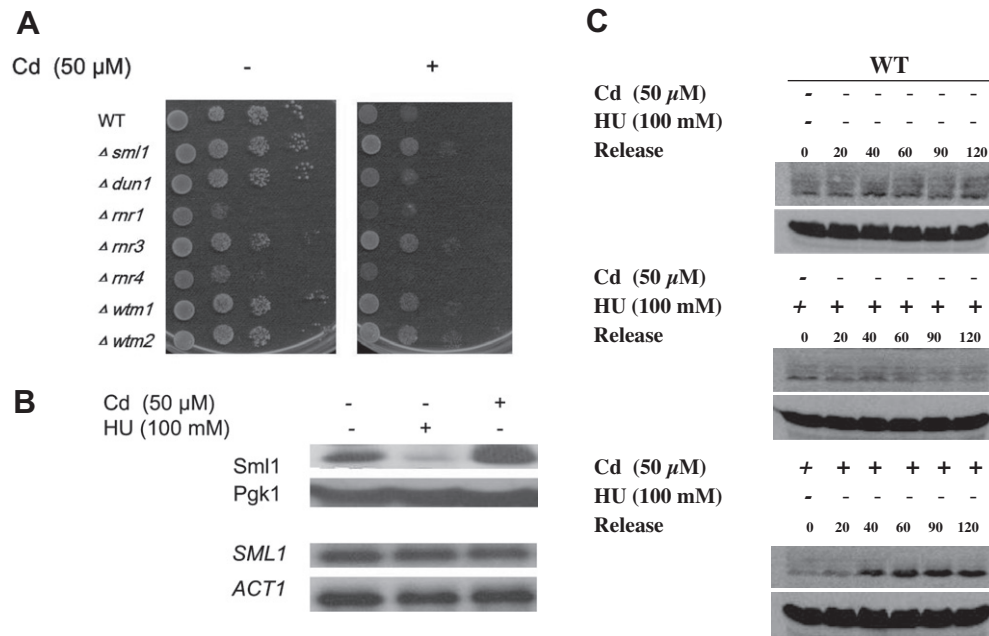 A
Cd (50 µM)
- +
WT
Δ sml1
Δ dun1
Δ rnr1
Δ rnr3
Δ rnr4
Δ wtm1
Δ wtm2
B
Cd (50 µM) - - +
HU (100 mM) - + -
Sml1
Pgk1
SML1
ACT1
C
WT
Cd (50 µM) - - - - - -
HU (100 mM) - - - - - -
Release 0 20 40 60 90 120
Cd (50 µM) - - - - - -
HU (100 mM) + + + + + +
Release 0 20 40 60 90 120
Cd (50 µM) + + + + + +
HU (100 mM) - - - - - -
Release 0 20 40 60 90 120